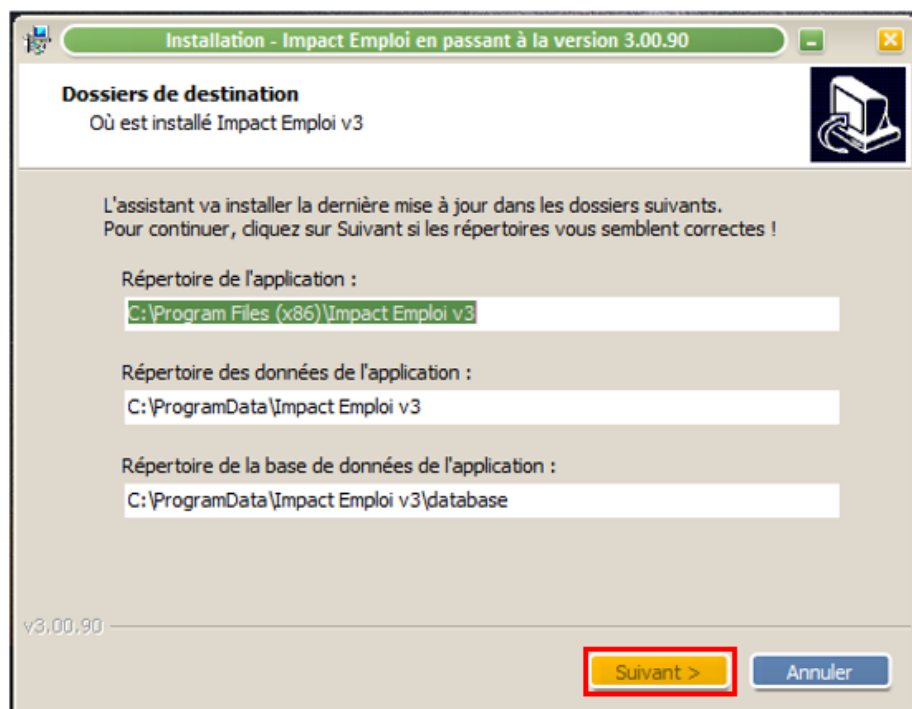 Installation - Impact Emploi en passant à la version 3.00.90
Dossiers de destination
Où est installé Impact Emploi v3
L'assistant va installer la dernière mise à jour dans les dossiers suivants.
Pour continuer, cliquez sur Suivant si les répertoires vous semblent correctes !
Répertoire de l'application :
C:\Program Files (x86)\Impact Emploi v3
Répertoire des données de l'application :
C:\ProgramData\Impact Emploi v3
Répertoire de la base de données de l'application :
C:\ProgramData\Impact Emploi v3\database
v3.00.90
Suivant >
Annuler